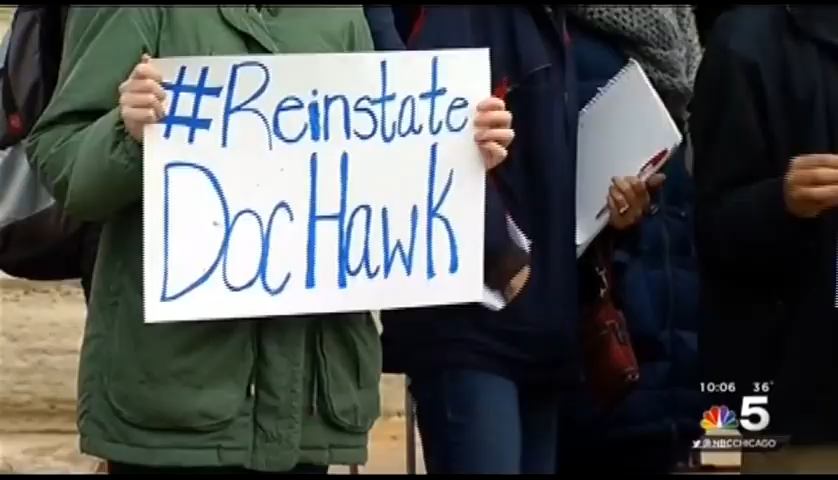 #Reinstate
DocHawk
10:06 36°
5
@NBCCHICAGO